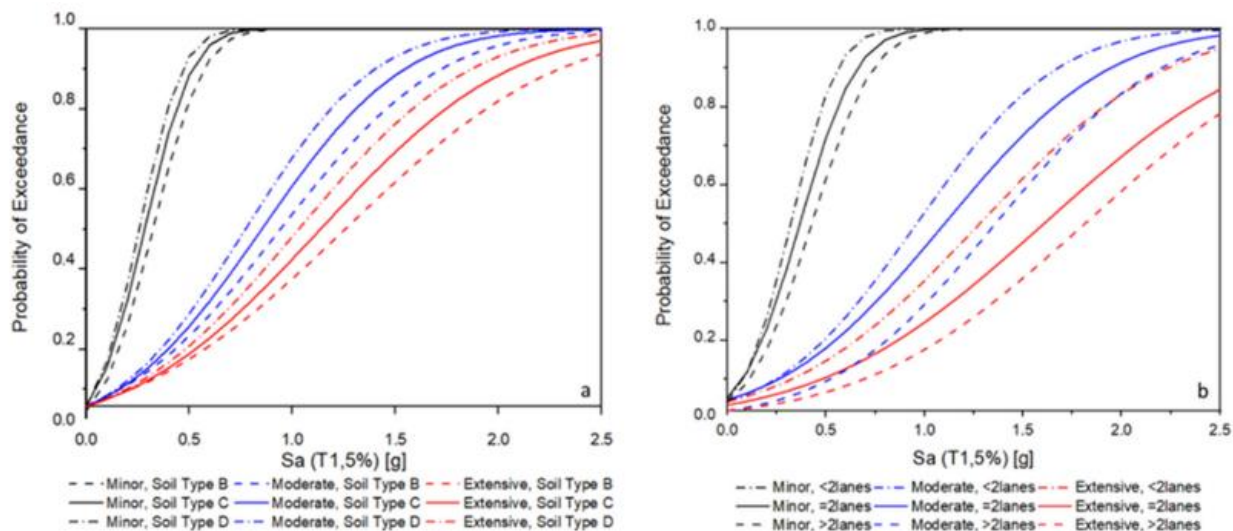 Probability of Exceedance
1.0
0.8
0.6
0.4
0.2
0.0
0.0 0.5 1.0 1.5 2.0 2.5
a
Sa (T1,5%) [g]
Minor, Soil Type B Moderate, Soil Type B Extensive, Soil Type B
Minor, Soil Type C Moderate, Soil Type C Extensive, Soil Type C
Minor, Soil Type D Moderate, Soil Type D Extensive, Soil Type D
Probability of Exceedance
1.0
0.8
0.6
0.4
0.2
0.0
0.0 0.5 1.0 1.5 2.0 2.5
b
Sa (T1,5%) [g]
Minor, <2lanes Moderate, <2lanes Extensive, <2lanes
Minor, =2lanes Moderate, =2lanes Extensive, =2lanes
Minor, >2lanes Moderate, >2lanes Extensive, >2lanes